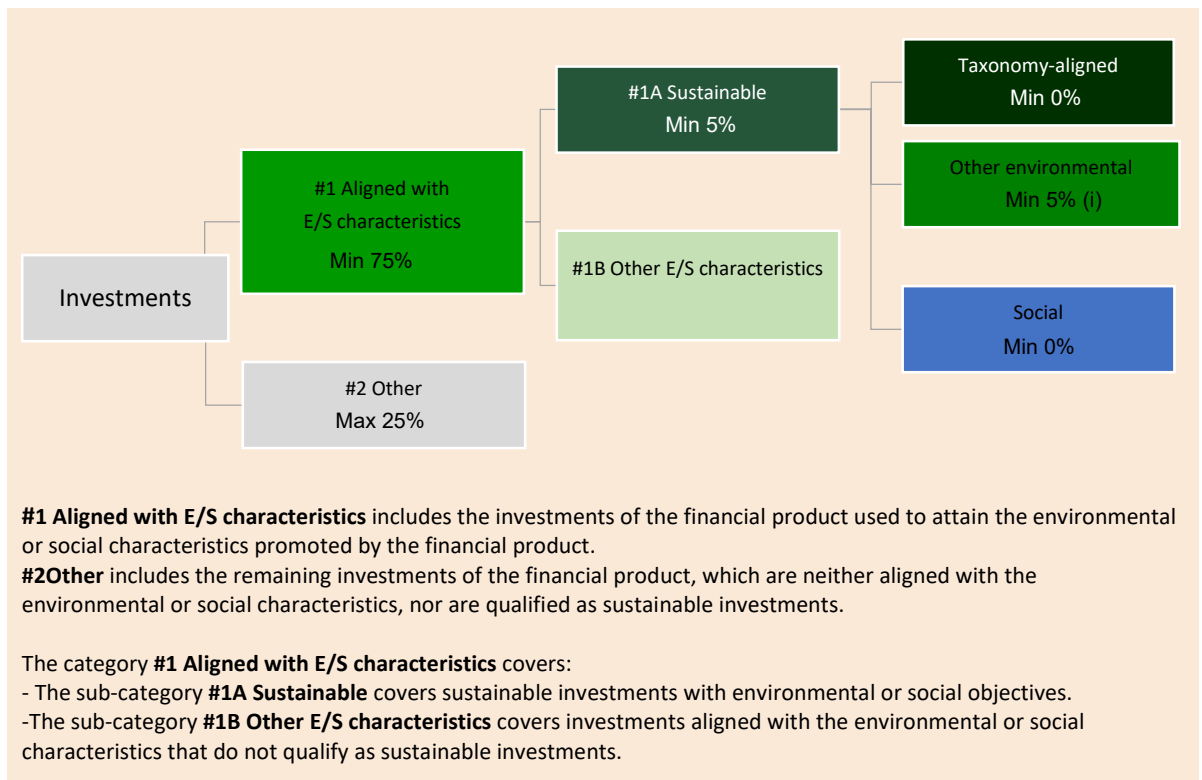 Investments
#1 Aligned with
E/S characteristics
Min 75%
#2 Other
Max 25%
#1A Sustainable
Min 5%
#1B Other E/S characteristics
Taxonomy-aligned
Min 0%
Other environmental
Min 5% (i)
Social
Min 0%
#1 Aligned with E/S characteristics includes the investments of the financial product used to attain the environmental
or social characteristics promoted by the financial product.
#2Other includes the remaining investments of the financial product, which are neither aligned with the
environmental or social characteristics, nor are qualified as sustainable investments.
The category #1 Aligned with E/S characteristics covers:
- The sub-category #1A Sustainable covers sustainable investments with environmental or social objectives.
-The sub-category #1B Other E/S characteristics covers investments aligned with the environmental or social
characteristics that do not qualify as sustainable investments.